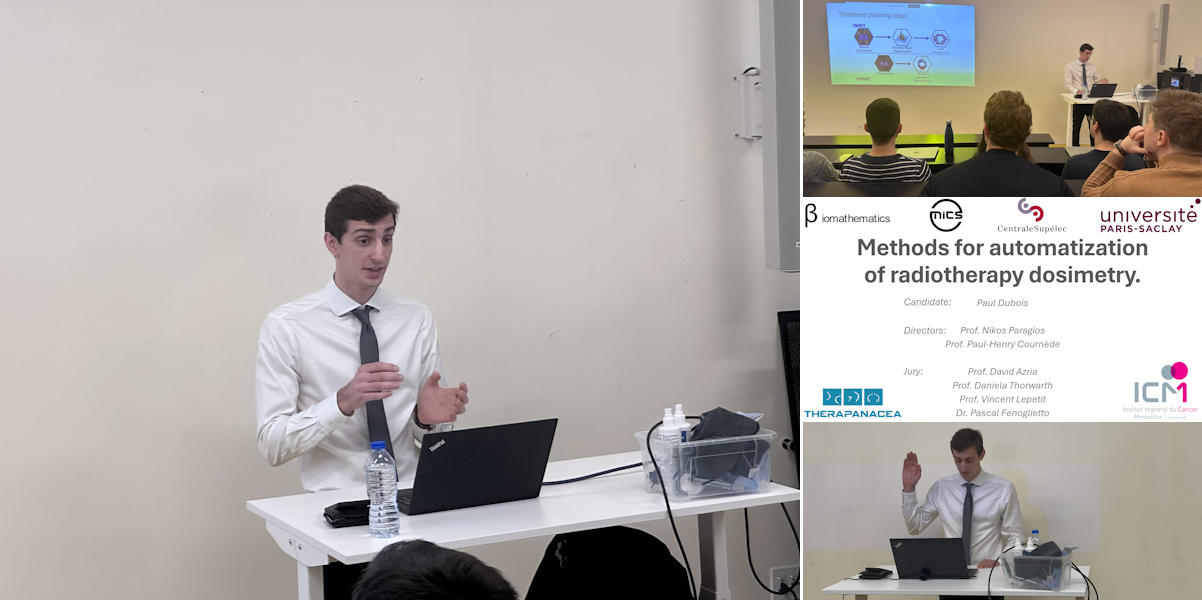 ThinkPad
Treatment planning steps
IMRT
VMAT
β iomathematics
mics
CentraleSupélec
université
PARIS-SACLAY
Methods for automatization
of radiotherapy dosimetry.
Candidate: Paul Dubois
Directors: Prof. Nikos Paragios
Prof. Paul-Henry Cournède
Jury: Prof. David Azria
Prof. Daniela Thorwarth
Prof. Vincent Lepetit
Dr. Pascal Fenoglietto
THERAPANACEA
ICM
Institut régional du Cancer
Montpellier